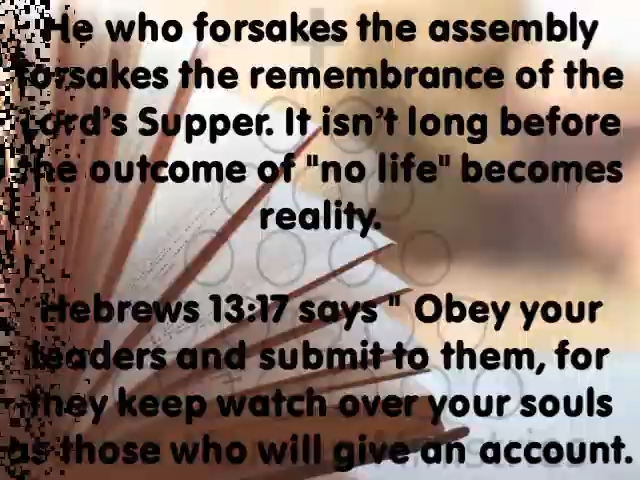 He who forsakes the assembly
forsakes the remembrance of the
Lord's Supper. It isn't long before
the outcome of "no life" becomes
reality.
Hebrews 13:17 says " Obey your
leaders and submit to them, for
they keep watch over your souls
as those who will give an account.